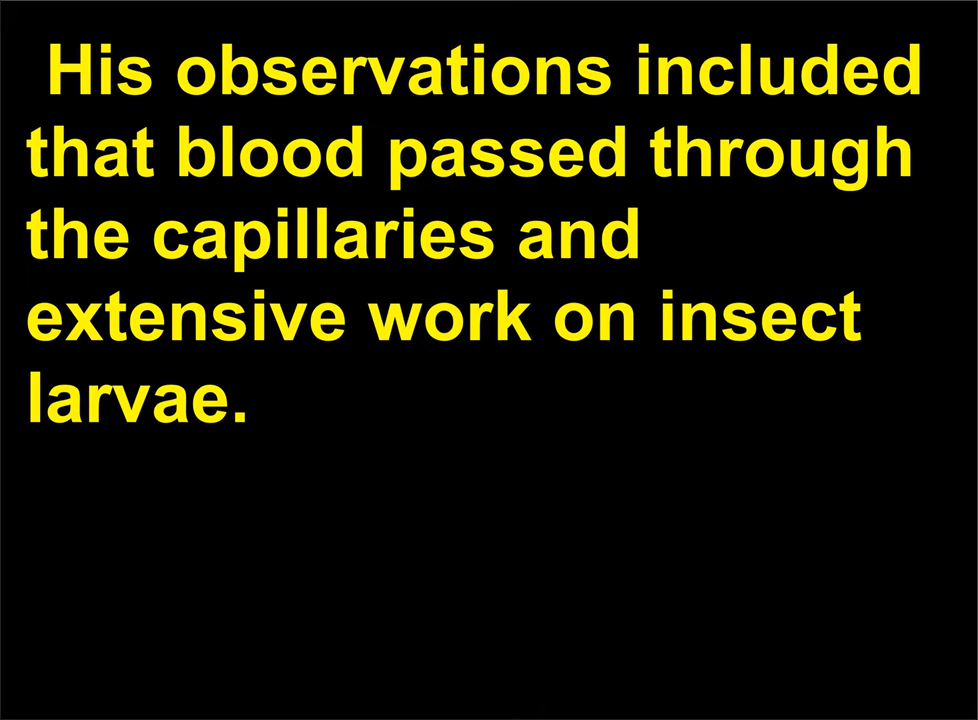 His observations included
that blood passed through
the capillaries and
extensive work on insect
larvae.